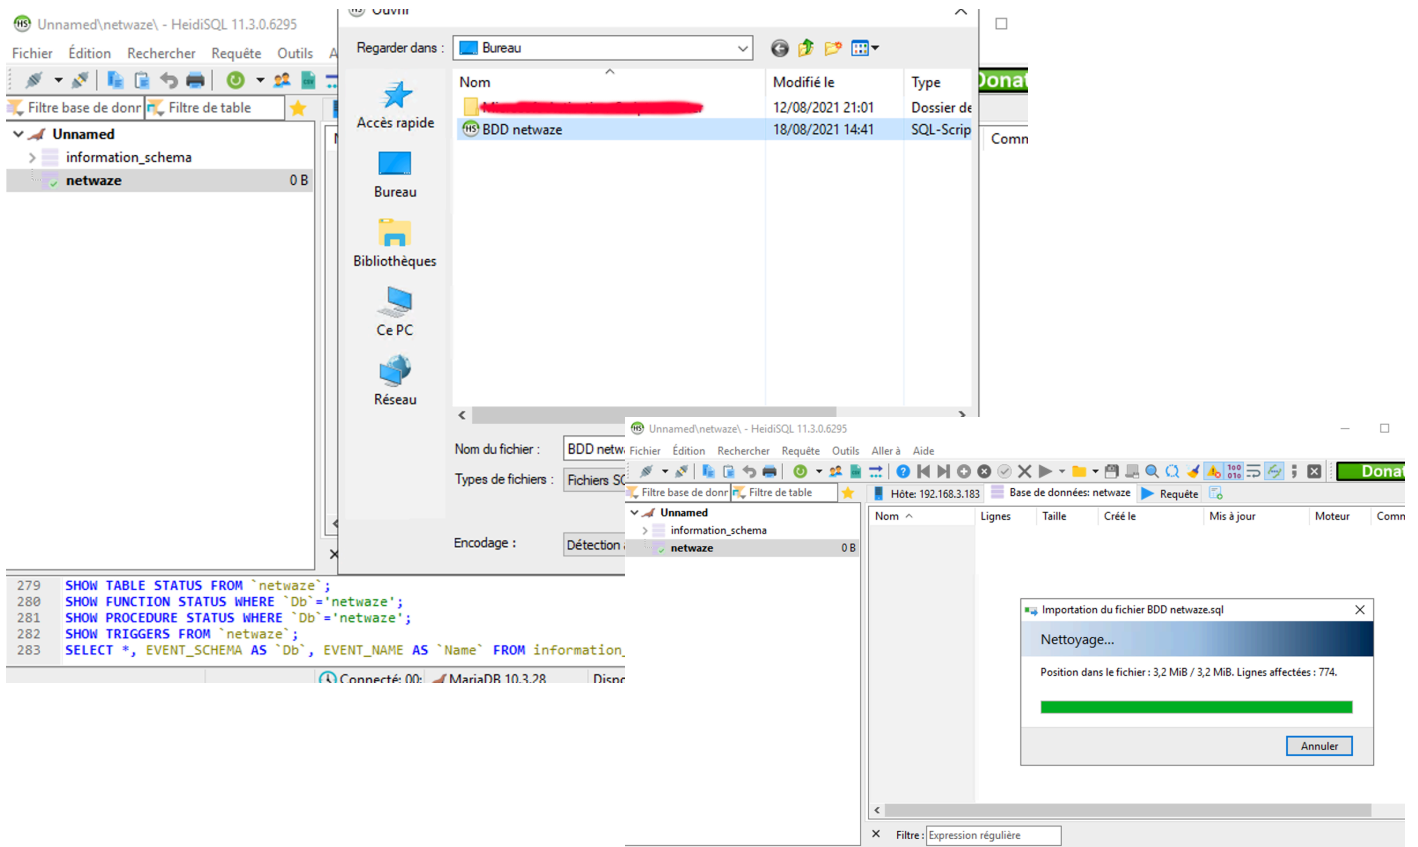 Unnamed\netwaze\ - HeidiSQL 11.3.0.6295
Fichier Édition Rechercher Requête Outils A
Filtre base de donr Filtre de table
Unnamed
information_schema
netwaze 0 B
Ouvrir
Regarder dans : Bureau
Nom Modifié le Type
12/08/2021 21:01 Dossier de
BDD netwaze 18/08/2021 14:41 SQL-Scrip
Accès rapide
Bureau
Bibliothèques
Ce PC
Réseau
Nom du fichier : BDD netwa
Types de fichiers : Fichiers SQ
Encodage : Détection a
Donat
Comm
279 SHOW TABLE STATUS FROM `netwaze`;
280 SHOW FUNCTION STATUS WHERE `Db`='netwaze';
281 SHOW PROCEDURE STATUS WHERE `Db`='netwaze';
282 SHOW TRIGGERS FROM `netwaze`;
283 SELECT *, EVENT_SCHEMA AS `Db`, EVENT_NAME AS `Name` FROM information_
Connecté: 00: MariaDB 10.3.28 Dispo
Unnamed\netwaze\ - HeidiSQL 11.3.0.6295
Fichier Édition Rechercher Requête Outils Aller à Aide
Donat
Filtre base de donr Filtre de table Hôte: 192.168.3.183 Base de données: netwaze Requête
Unnamed
information_schema
netwaze 0 B
Nom Lignes Taille Créé le Mis à jour Moteur Comm
Importation du fichier BDD netwaze.sql
Nettoyage...
Position dans le fichier : 3,2 MiB / 3,2 MiB. Lignes affectées : 774.
Annuler
Filtre : Expression régulière